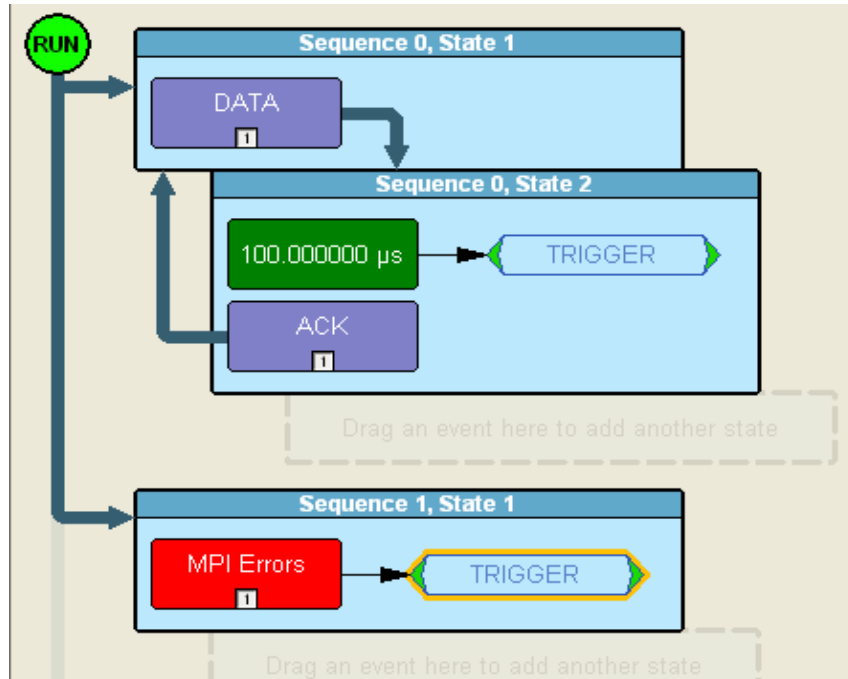 RUN
Sequence 0, State 1
DATA
1
Sequence 0, State 2
100.000000 µs
TRIGGER
ACK
1
Drag an event here to add another state
Sequence 1, State 1
MPI Errors
1
TRIGGER
Drag an event here to add another state